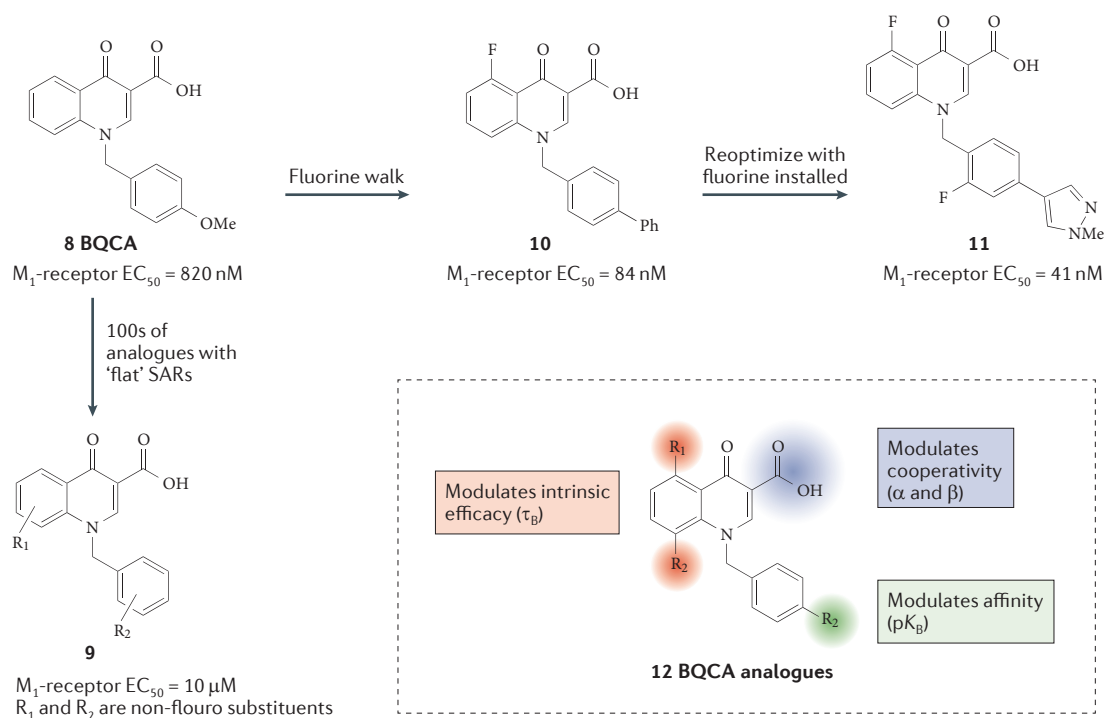 O
O
OH
N
OMe
8 BQCA
M₁-receptor EC₅₀ = 820 nM
Fluorine walk
F
O
O
OH
N
Ph
10
M₁-receptor EC₅₀ = 84 nM
Reoptimize with
fluorine installed
F
O
O
OH
N
F
N
N
Me
11
M₁-receptor EC₅₀ = 41 nM
100s of
analogues with
‘flat’ SARs
O
O
OH
R₁
N
R₂
9
M₁-receptor EC₅₀ = 10 μM
R₁ and R₂ are non-flouro substituents
Modulates intrinsic
efficacy (τB)
R₁
O
O
OH
N
R₂
R₂
Modulates
cooperativity
(α and β)
Modulates affinity
(pKB)
12 BQCA analogues